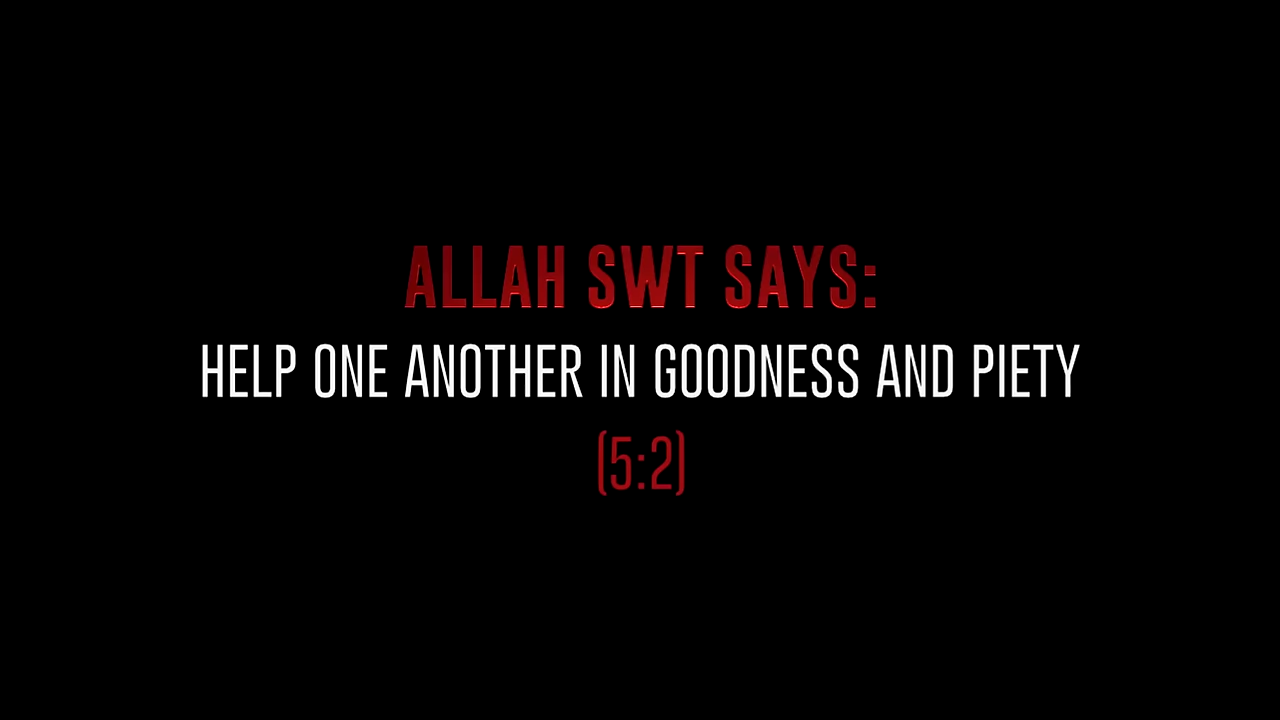 ALLAH SWT SAYS:
HELP ONE ANOTHER IN GOODNESS AND PIETY
(5:2)